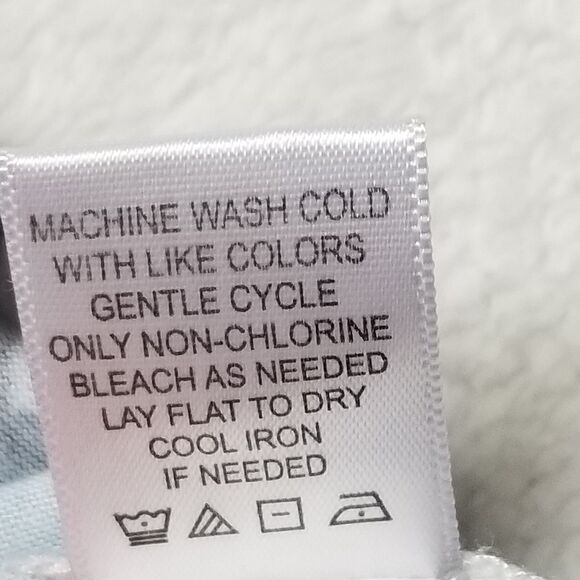 MACHINE WASH COLD
WITH LIKE COLORS
GENTLE CYCLE
ONLY NON-CHLORINE
BLEACH AS NEEDED
LAY FLAT TO DRY
COOL IRON
IF NEEDED